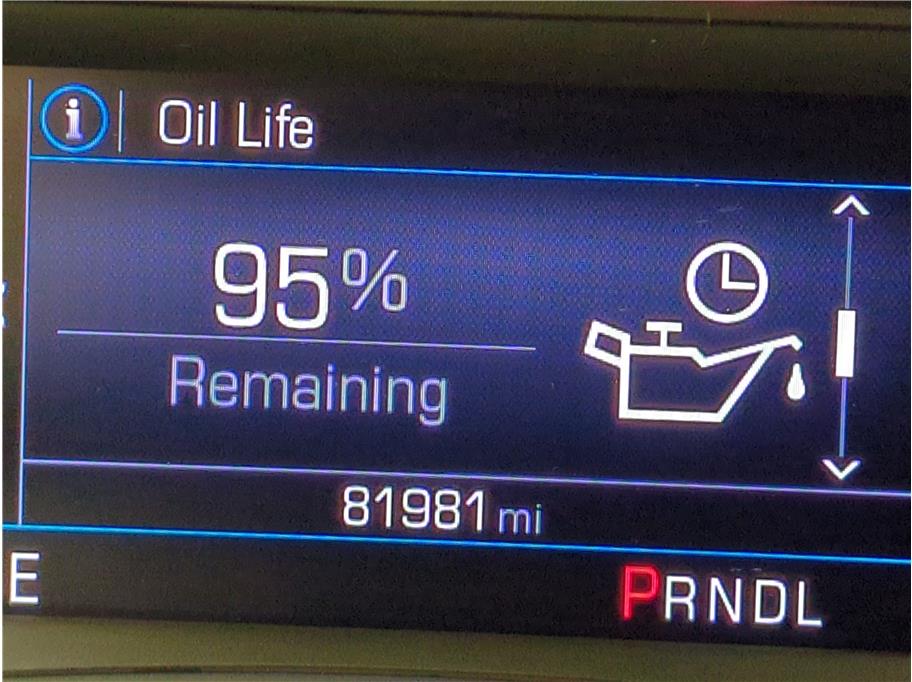 i Oil Life
95%
Remaining
81981 mi
E PRNDL